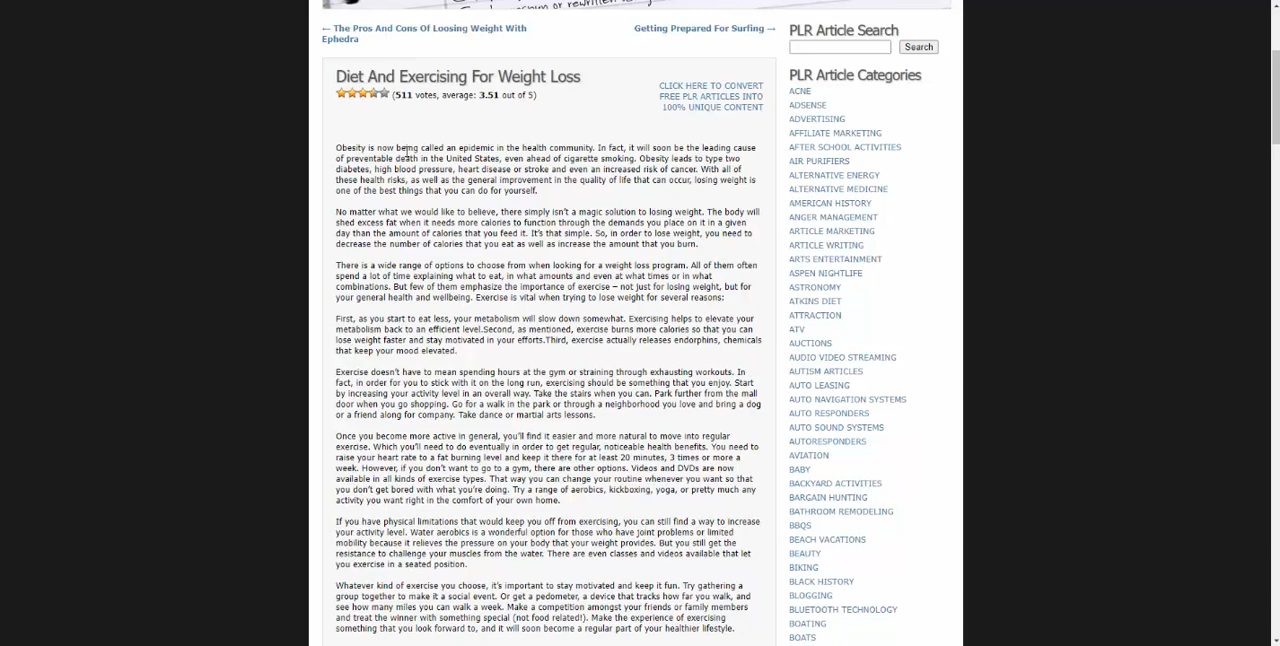 ← The Pros And Cons Of Loosing Weight With
Ephedra
Getting Prepared For Surfing →
Diet And Exercising For Weight Loss
(511 votes, average: 3.51 out of 5)
CLICK HERE TO CONVERT
FREE PLR ARTICLES INTO
100% UNIQUE CONTENT
Obesity is now being called an epidemic in the health community. In fact, it will soon be the leading cause
of preventable death in the United States, even ahead of cigarette smoking. Obesity leads to type two
diabetes, high blood pressure, heart disease or stroke and even an increased risk of cancer. With all of
these health risks, as well as the general improvement in the quality of life that can occur, losing weight is
one of the best things that you can do for yourself.
No matter what we would like to believe, there simply isn't a magic solution to losing weight. The body will
shed excess fat when it needs more calories to function through the demands you place on it in a given
day than the amount of calories that you feed it. It's that simple. So, in order to lose weight, you need to
decrease the number of calories that you eat as well as increase the amount that you burn.
There is a wide range of options to choose from when looking for a weight loss program. All of them often
spend a lot of time explaining what to eat, in what amounts and even at what times or in what
combinations. But few of them emphasize the importance of exercise – not just for losing weight, but for
your general health and wellbeing. Exercise is vital when trying to lose weight for several reasons:
First, as you start to eat less, your metabolism will slow down somewhat. Exercising helps to elevate your
metabolism back to an efficient level.Second, as mentioned, exercise burns more calories so that you can
lose weight faster and stay motivated in your efforts.Third, exercise actually releases endorphins, chemicals
that keep your mood elevated.
Exercise doesn't have to mean spending hours at the gym or straining through exhausting workouts. In
fact, in order for you to stick with it on the long run, exercising should be something that you enjoy. Start
by increasing your activity level in an overall way. Take the stairs when you can. Park further from the mall
door when you go shopping. Go for a walk in the park or through a neighborhood you love and bring a dog
or a friend along for company. Take dance or martial arts lessons.
Once you become more active in general, you'll find it easier and more natural to move into regular
exercise. Which you'll need to do eventually in order to get regular, noticeable health benefits. You need to
raise your heart rate to a fat burning level and keep it there for at least 20 minutes, 3 times or more a
week. However, if you don't want to go to a gym, there are other options. Videos and DVDs are now
available in all kinds of exercise types. That way you can change your routine whenever you want so that
you don't get bored with what you're doing. Try a range of aerobics, kickboxing, yoga, or pretty much any
activity you want right in the comfort of your own home.
If you have physical limitations that would keep you off from exercising, you can still find a way to increase
your activity level. Water aerobics is a wonderful option for those who have joint problems or limited
mobility because it relieves the pressure on your body that your weight provides. But you still get the
resistance to challenge your muscles from the water. There are even classes and videos available that let
you exercise in a seated position.
Whatever kind of exercise you choose, it's important to stay motivated and keep it fun. Try gathering a
group together to make it a social event. Or get a pedometer, a device that tracks how far you walk, and
see how many miles you can walk a week. Make a competition amongst your friends or family members
and treat the winner with something special (not food related!). Make the experience of exercising
something that you look forward to, and it will soon become a regular part of your healthier lifestyle.
PLR Article Search
Search
PLR Article Categories
ACNE
ADSENSE
ADVERTISING
AFFILIATE MARKETING
AFTER SCHOOL ACTIVITIES
AIR PURIFIERS
ALTERNATIVE ENERGY
ALTERNATIVE MEDICINE
AMERICAN HISTORY
ANGER MANAGEMENT
ARTICLE MARKETING
ARTICLE WRITING
ARTS ENTERTAINMENT
ASPEN NIGHTLIFE
ASTRONOMY
ATKINS DIET
ATTRACTION
ATV
AUCTIONS
AUDIO VIDEO STREAMING
AUTISM ARTICLES
AUTO LEASING
AUTO NAVIGATION SYSTEMS
AUTO RESPONDERS
AUTO SOUND SYSTEMS
AUTORESPONDERS
AVIATION
BABY
BACKYARD ACTIVITIES
BARGAIN HUNTING
BATHROOM REMODELING
BBQS
BEACH VACATIONS
BEAUTY
BIKING
BLACK HISTORY
BLOGGING
BLUETOOTH TECHNOLOGY
BOATING
BOATS